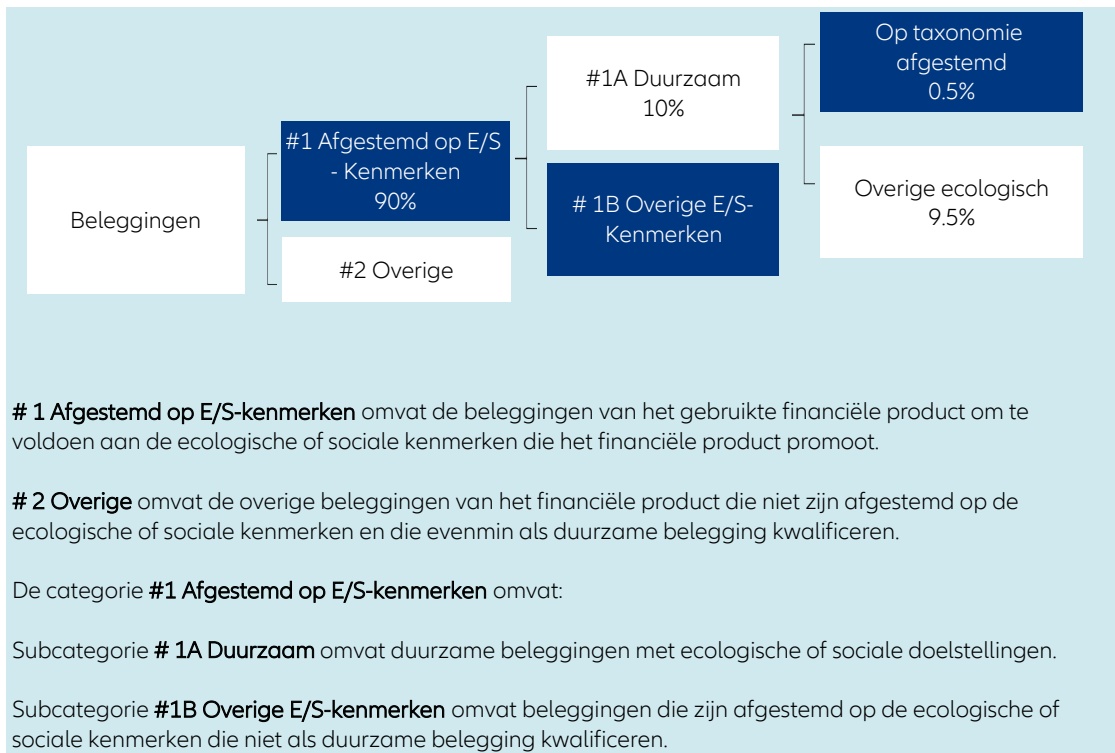 Beleggingen
#1 Afgestemd op E/S
- Kenmerken
90%
#2 Overige
#1A Duurzaam
10%
# 1B Overige E/S-
Kenmerken
Op taxonomie
afgestemd
0.5%
Overige ecologisch
9.5%
# 1 Afgestemd op E/S-kenmerken omvat de beleggingen van het gebruikte financiële product om te
voldoen aan de ecologische of sociale kenmerken die het financiële product promoot.
# 2 Overige omvat de overige beleggingen van het financiële product die niet zijn afgestemd op de
ecologische of sociale kenmerken en die evenmin als duurzame belegging kwalificeren.
De categorie #1 Afgestemd op E/S-kenmerken omvat:
Subcategorie # 1A Duurzaam omvat duurzame beleggingen met ecologische of sociale doelstellingen.
Subcategorie #1B Overige E/S-kenmerken omvat beleggingen die zijn afgestemd op de ecologische of
sociale kenmerken die niet als duurzame belegging kwalificeren.